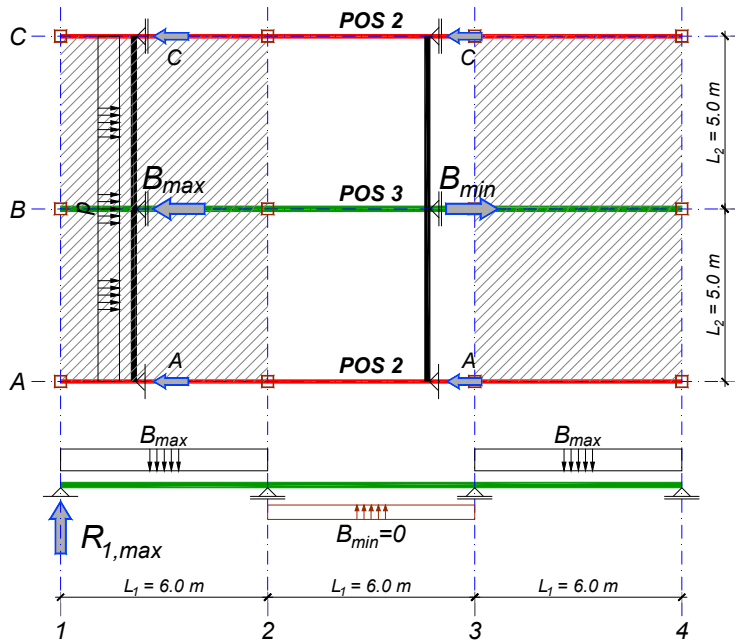 C
POS 2
C
C
L2 = 5.0 m
Bmax
p
POS 3
Bmin
B
L2 = 5.0 m
A
A
POS 2
A
Bmax
Bmax
R1,max
Bmin=0
L1 = 6.0 m
L1 = 6.0 m
L1 = 6.0 m
1
2
3
4